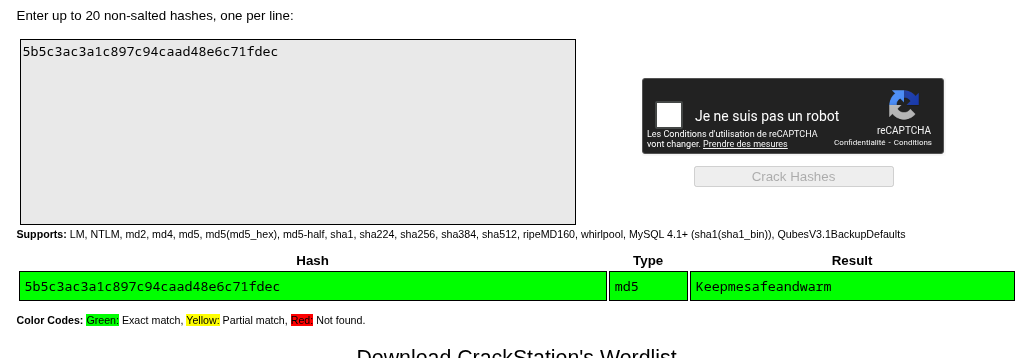 Enter up to 20 non-salted hashes, one per line:
5b5c3ac3a1c897c94caad48e6c71fdec
Je ne suis pas un robot
reCAPTCHA
Les Conditions d'utilisation de reCAPTCHA
vont changer. Prendre des mesures
Confidentialité - Conditions
Crack Hashes
Supports: LM, NTLM, md2, md4, md5, md5(md5_hex), md5-half, sha1, sha224, sha256, sha384, sha512, ripeMD160, whirlpool, MySQL 4.1+ (sha1(sha1_bin)), QubesV3.1BackupDefaults
Hash Type Result
5b5c3ac3a1c897c94caad48e6c71fdec md5 Keepmesafeandwarm
Color Codes: Green: Exact match, Yellow: Partial match, Red: Not found.
Download CrackStation's Wordlist